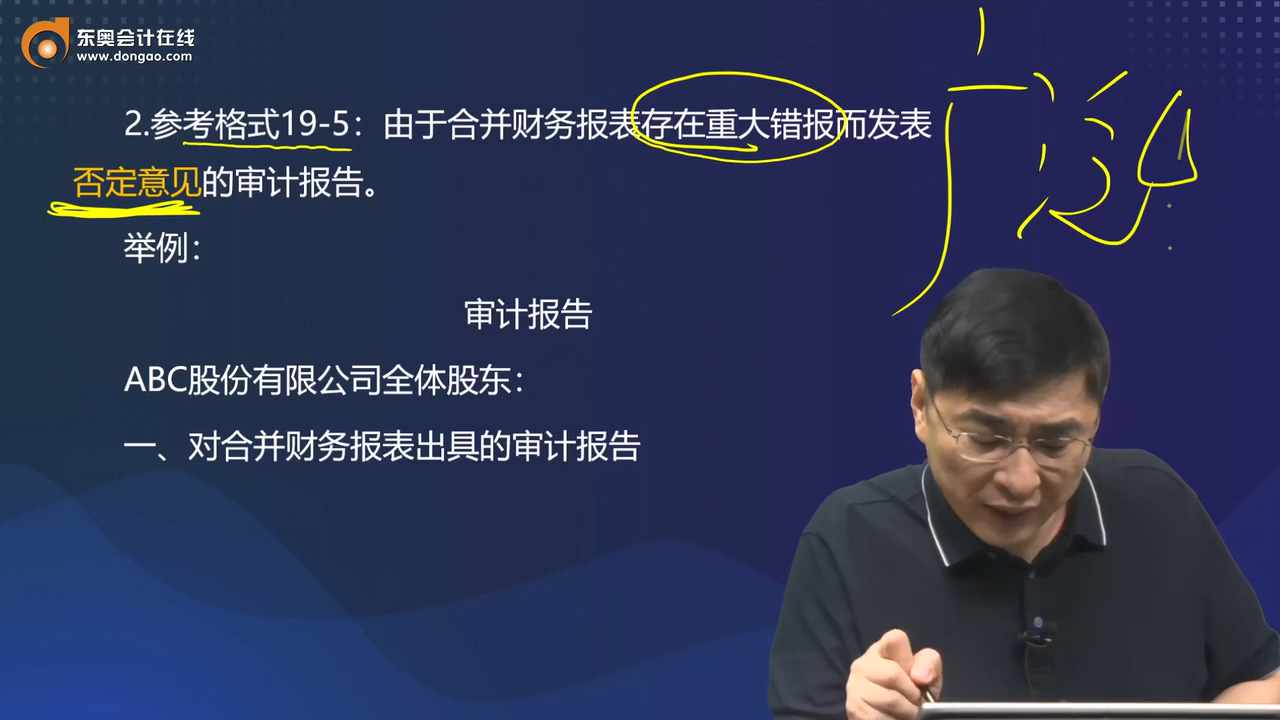 东奥会计在线
www.dongao.com
2.参考格式19-5：由于合并财务报表存在重大错报而发表
否定意见的审计报告。
举例：
审计报告
ABC股份有限公司全体股东：
一、对合并财务报表出具的审计报告